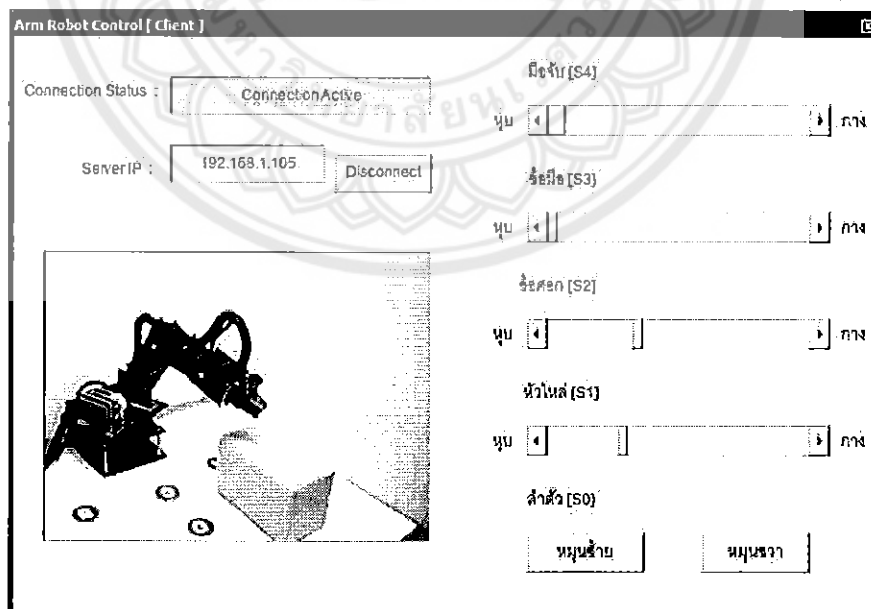 Arm Robot Control [ Client ]
Connection Status :
Connection Active
Server IP :
192.168.1.105
Disconnect
มือจับ [S4]
หุบ
กาง
ข้อมือ [S3]
หุบ
กาง
ข้อศอก [S2]
หุบ
กาง
หัวไหล่ [S1]
หุบ
กาง
ลำตัว [S0]
หมุนซ้าย
หมุนขวา